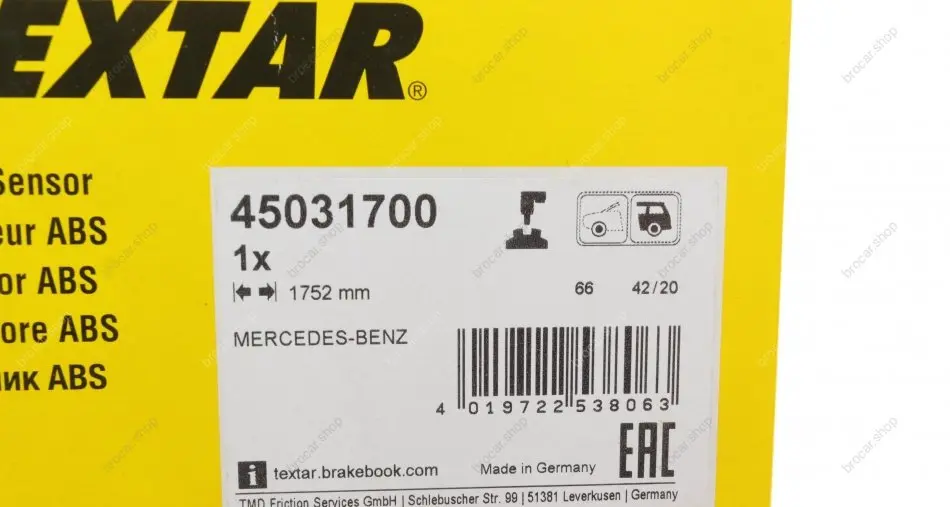 EXTAR®
Sensor
eur ABS
or ABS
ore ABS
ик ABS
45031700
1x
1752 mm
66 42/20
MERCEDES-BENZ
4 019722 538063
EAC
i textar.brakebook.com Made in Germany
TMD Friction Services GmbH | Schlebuscher Str. 99 | 51381 Leverkusen | Germany
brocar.shop